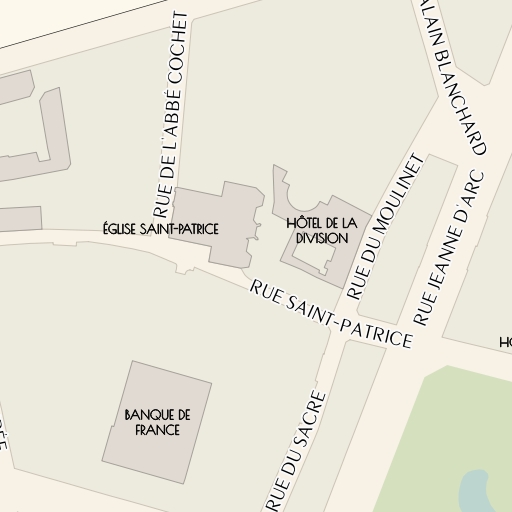 ALAIN BLANCHARD
RUE DE L'ABBÉ COCHET
RUE DU MOULINET
RUE JEANNE D'ARC
ÉGLISE SAINT-PATRICE
HÔTEL DE LA
DIVISION
RUE SAINT-PATRICE
HO
BANQUE DE
FRANCE
RUE DU SACRE